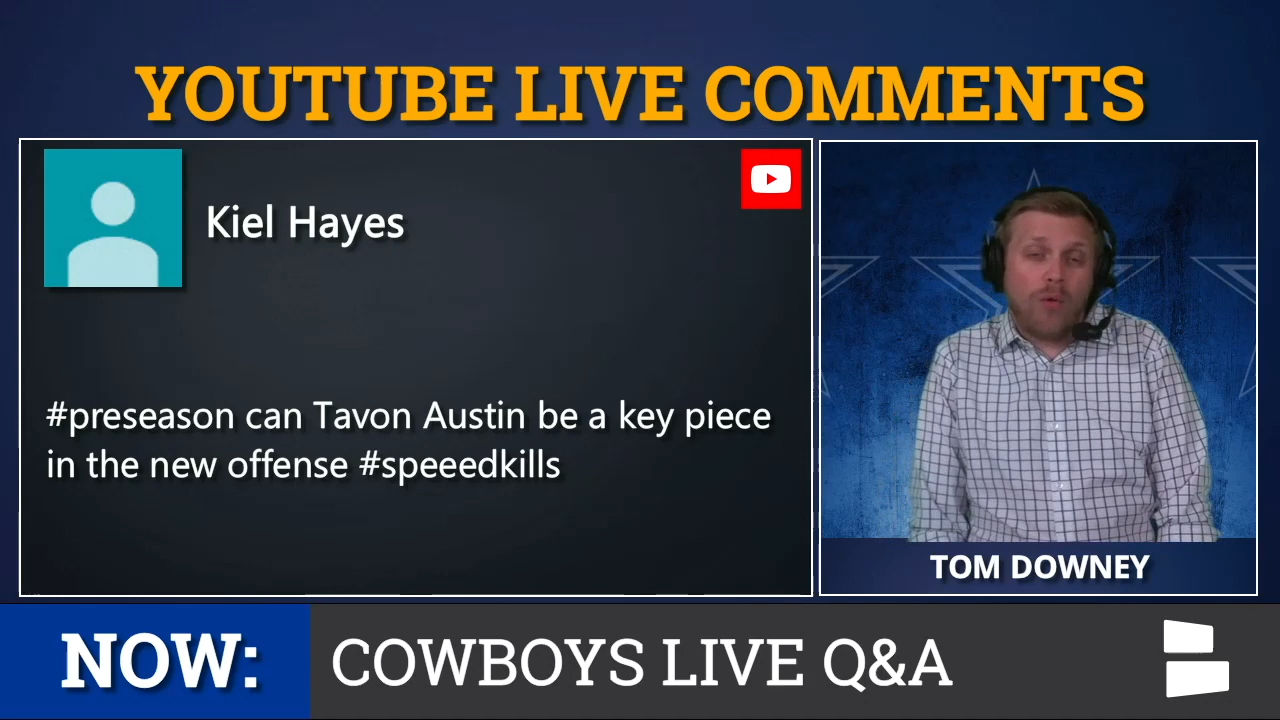 YOUTUBE LIVE COMMENTS
Kiel Hayes
#preseason can Tavon Austin be a key piece
in the new offense #speeedkills
TOM DOWNEY
NOW:
COWBOYS LIVE Q&A